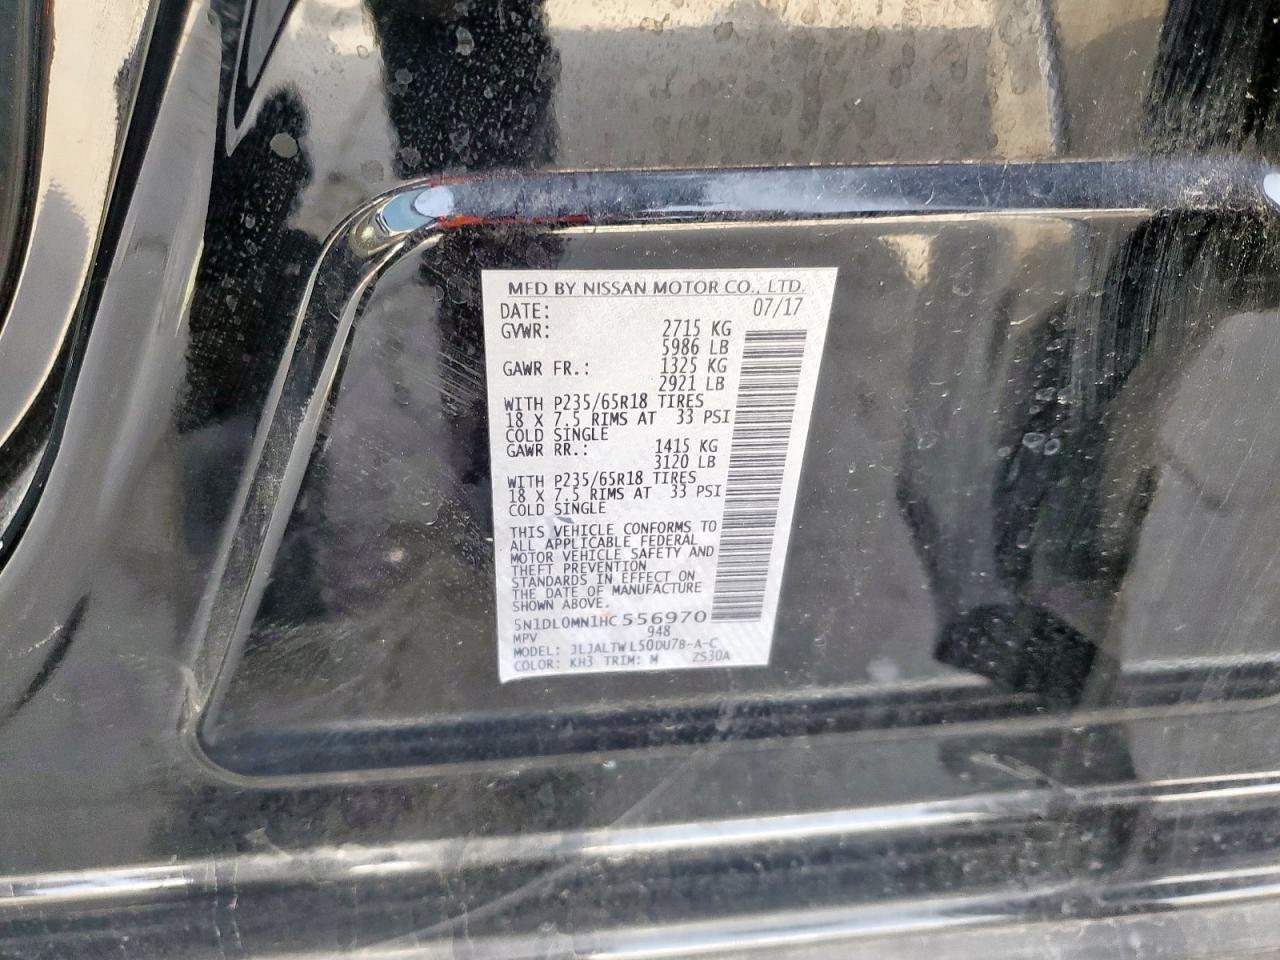 MFD BY NISSAN MOTOR CO., LTD.
DATE: 07/17
GVWR: 2715 KG
5986 LB
GAWR FR.: 1325 KG
2921 LB
WITH P235/65R18 TIRES
18 X 7.5 RIMS AT 33 PSI
COLD SINGLE
GAWR RR.: 1415 KG
3120 LB
WITH P235/65R18 TIRES
18 X 7.5 RIMS AT 33 PSI
COLD SINGLE
THIS VEHICLE CONFORMS TO
ALL APPLICABLE FEDERAL
MOTOR VEHICLE SAFETY AND
THEFT PREVENTION
STANDARDS IN EFFECT ON
THE DATE OF MANUFACTURE
SHOWN ABOVE.
5N1DL0MN1HC556970
MPV 948
MODEL: JLJALTWL50DU7B-A-C
COLOR: KH3 TRIM: M ZS30A